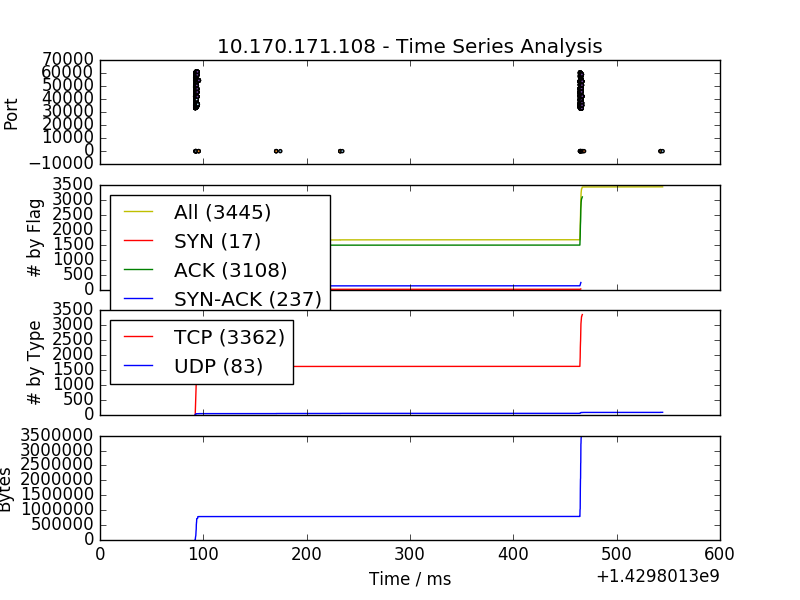 10.170.171.108 - Time Series Analysis
70000
60000
50000
40000
30000
20000
10000
0
−10000
Port
3500
3000
2500
2000
1500
1000
500
0
# by Flag
All (3445)
SYN (17)
ACK (3108)
SYN-ACK (237)
3500
3000
2500
2000
1500
1000
500
0
# by Type
TCP (3362)
UDP (83)
3500000
3000000
2500000
2000000
1500000
1000000
500000
0
Bytes
0 100 200 300 400 500 600
Time / ms
+1.4298013e9